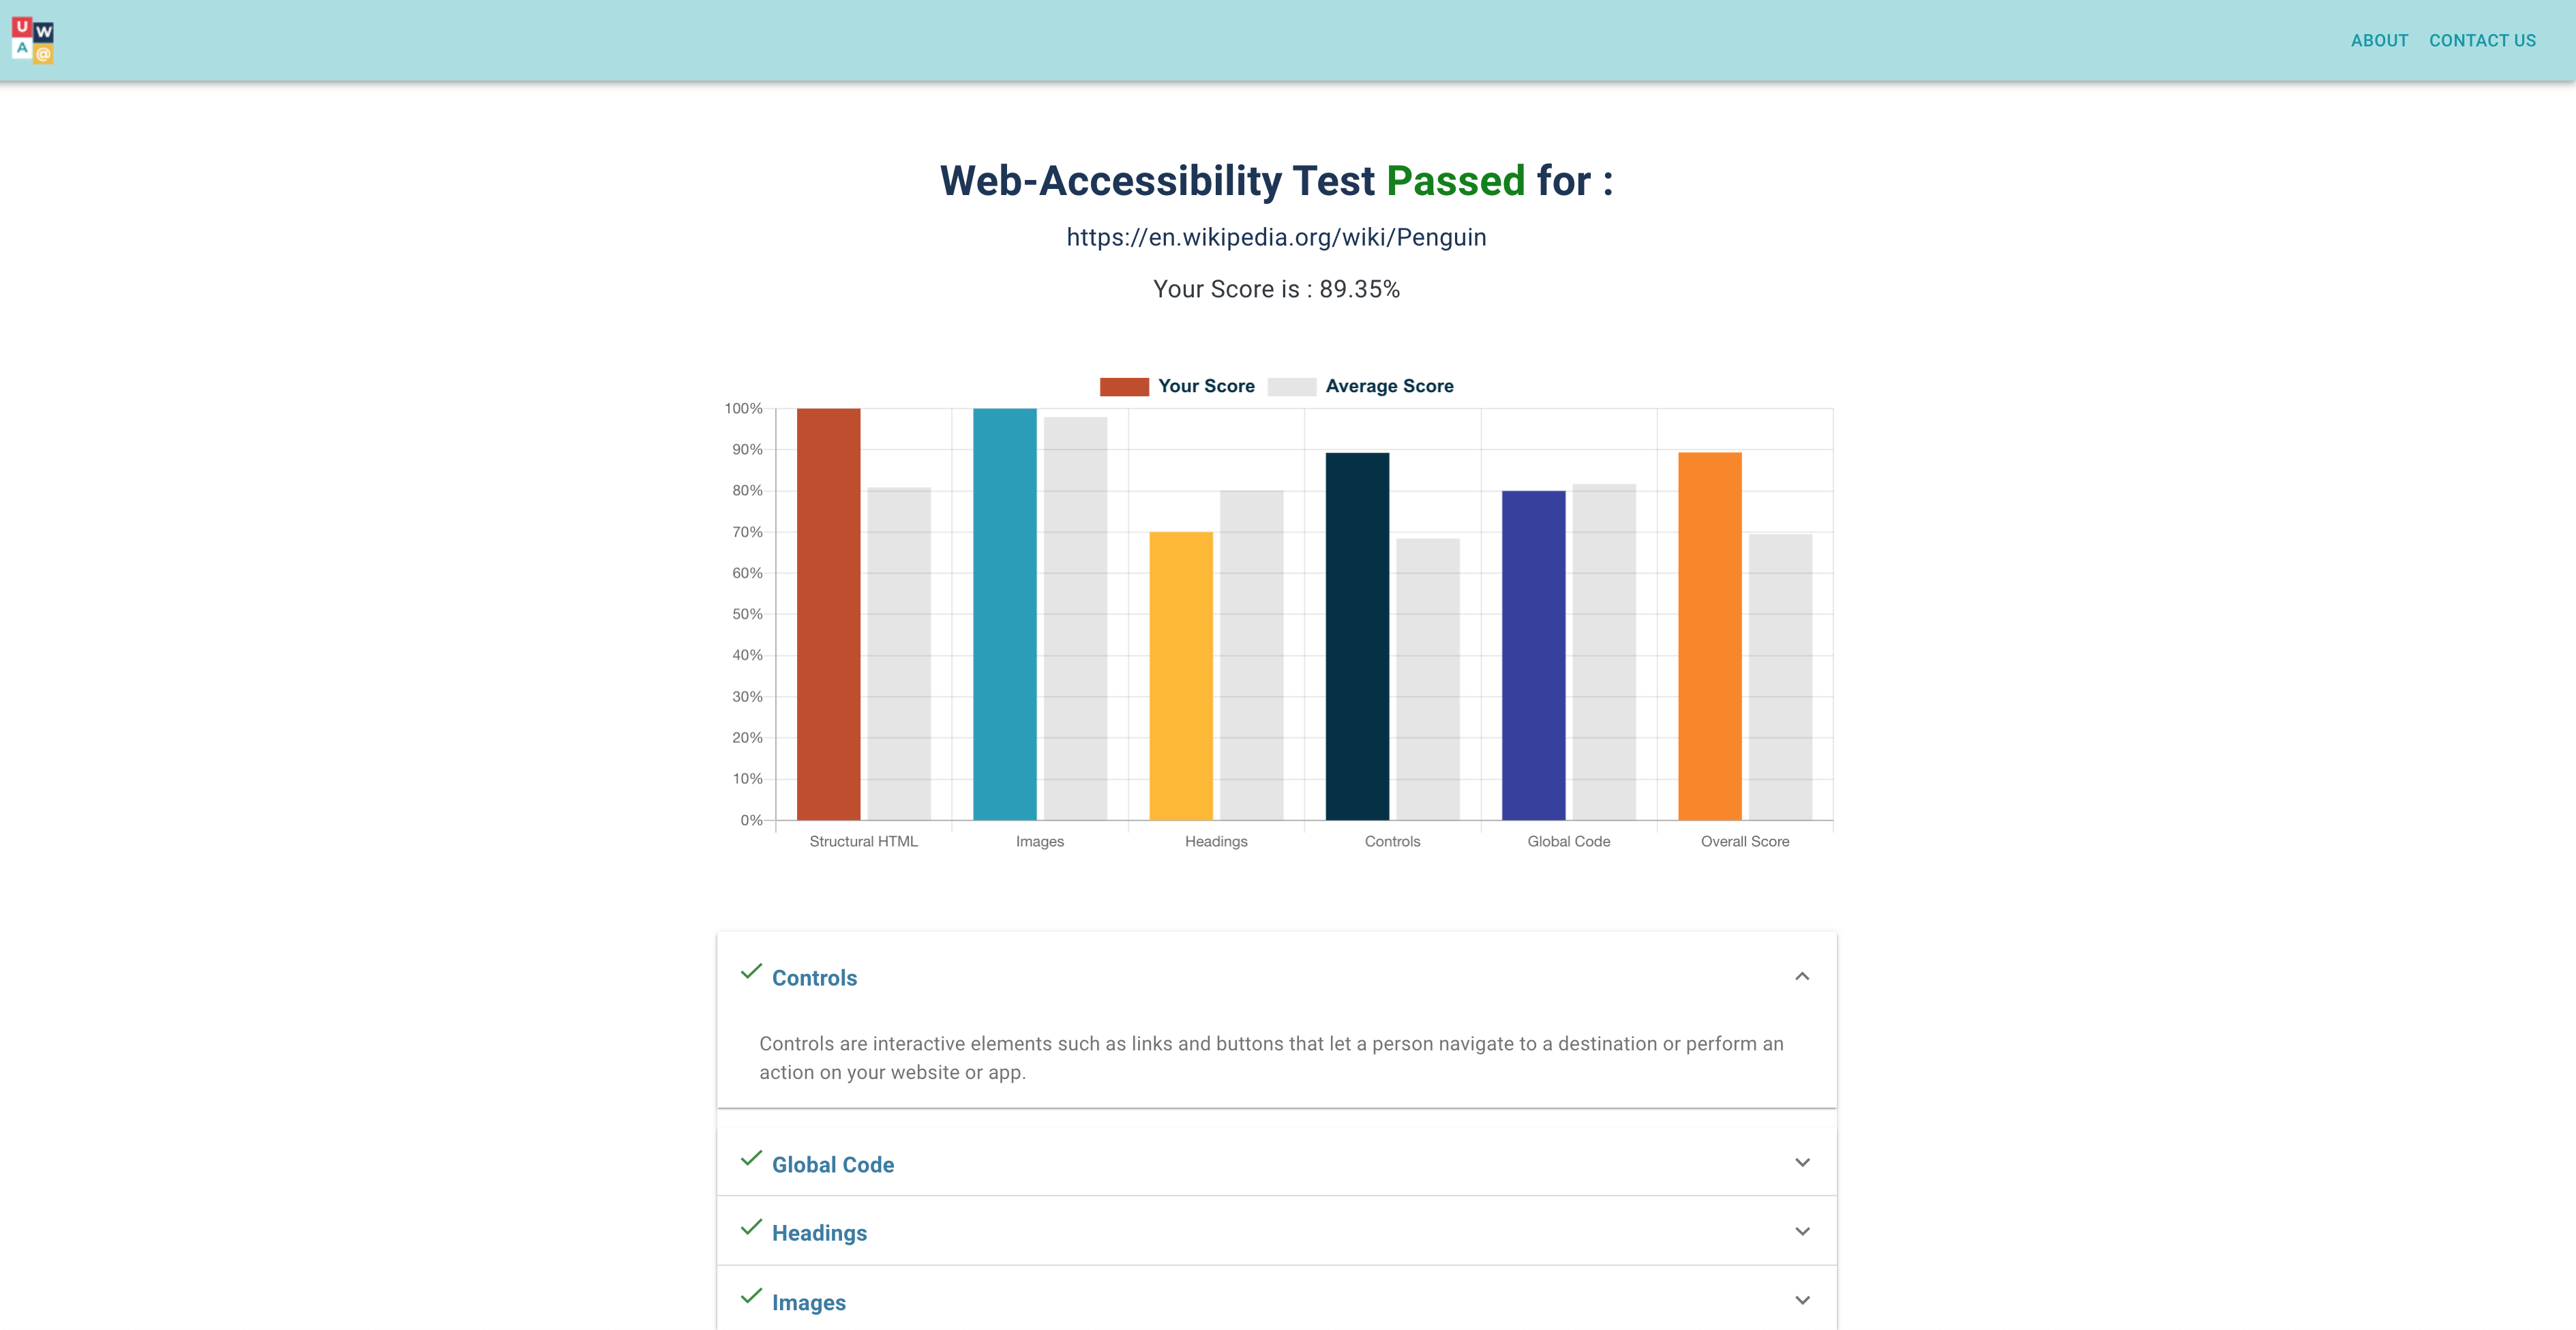 U W
A @
ABOUT CONTACT US
Web-Accessibility Test Passed for :
https://en.wikipedia.org/wiki/Penguin
Your Score is : 89.35%
Your Score Average Score
100%
90%
80%
70%
60%
50%
40%
30%
20%
10%
0%
Structural HTML Images Headings Controls Global Code Overall Score
Controls
Controls are interactive elements such as links and buttons that let a person navigate to a destination or perform an
action on your website or app.
Global Code
Headings
Images